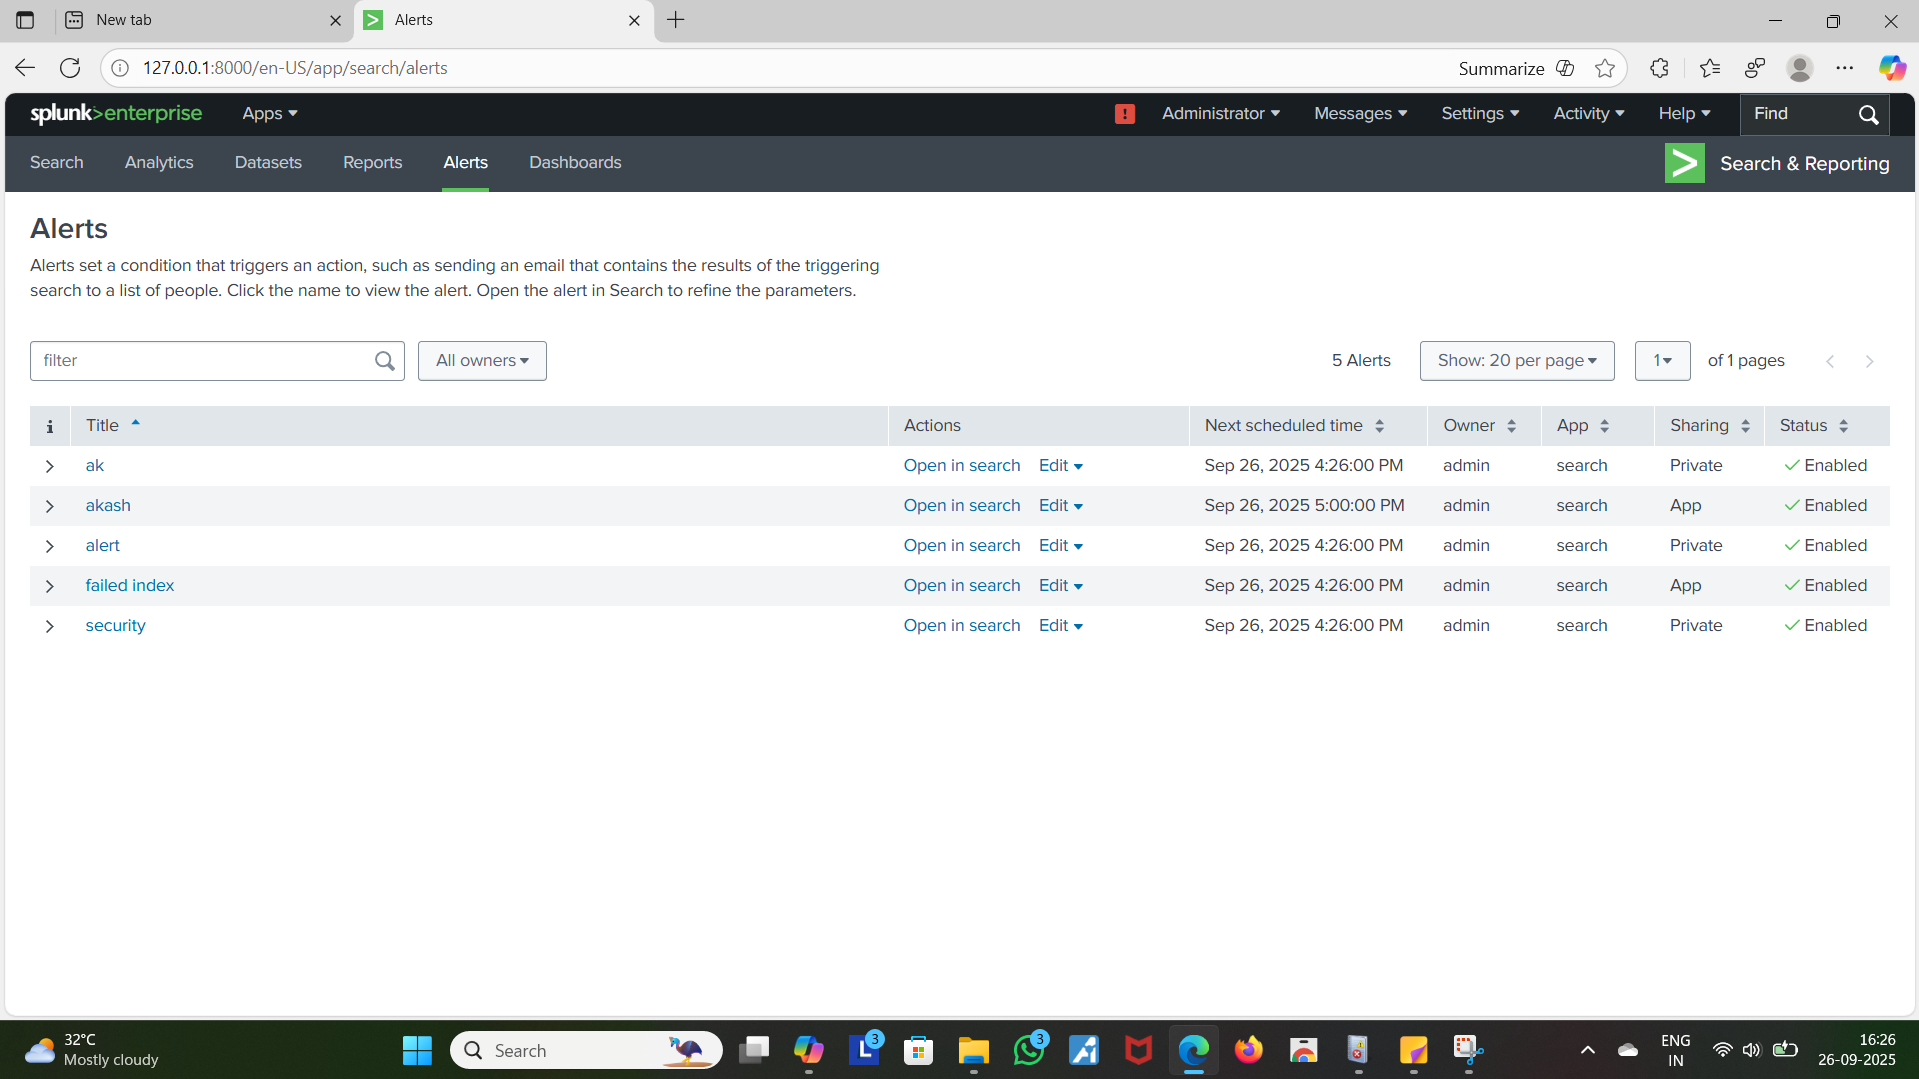 New tab
Alerts
127.0.0.1:8000/en-US/app/search/alerts
Summarize
splunk>enterprise
Apps
Administrator
Messages
Settings
Activity
Help
Find
Search
Analytics
Datasets
Reports
Alerts
Dashboards
Search & Reporting
Alerts
Alerts set a condition that triggers an action, such as sending an email that contains the results of the triggering
search to a list of people. Click the name to view the alert. Open the alert in Search to refine the parameters.
filter
All owners
5 Alerts
Show: 20 per page
1
of 1 pages
i Title Actions Next scheduled time Owner App Sharing Status
ak Open in search Edit Sep 26, 2025 4:26:00 PM admin search Private Enabled
akash Open in search Edit Sep 26, 2025 5:00:00 PM admin search App Enabled
alert Open in search Edit Sep 26, 2025 4:26:00 PM admin search Private Enabled
failed index Open in search Edit Sep 26, 2025 4:26:00 PM admin search App Enabled
security Open in search Edit Sep 26, 2025 4:26:00 PM admin search Private Enabled
32°C
Mostly cloudy
Search
L
3
3
ENG
IN
16:26
26-09-2025